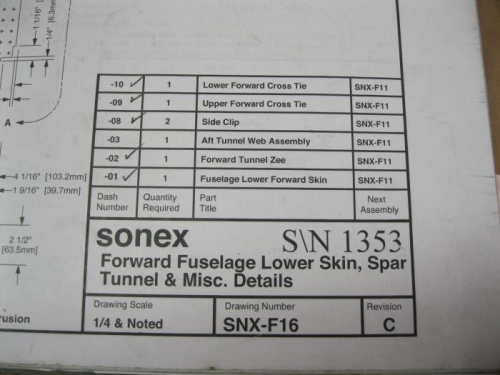 1 1/16"
1/4" [6.3m
A
4 1/16" [103.2mm]
1 9/16" [39.7mm]
2 1/2"
[63.5mm]
rusion
-10 1 Lower Forward Cross Tie SNX-F11
-09 1 Upper Forward Cross Tie SNX-F11
-08 2 Side Clip SNX-F11
-03 1 Aft Tunnel Web Assembly SNX-F11
-02 1 Forward Tunnel Zee SNX-F11
-01 1 Fuselage Lower Forward Skin SNX-F11
Dash Number Quantity Required Part Title Next Assembly
sonex S\N 1353
Forward Fuselage Lower Skin, Spar
Tunnel & Misc. Details
Drawing Scale Drawing Number Revision
1/4 & Noted SNX-F16 C